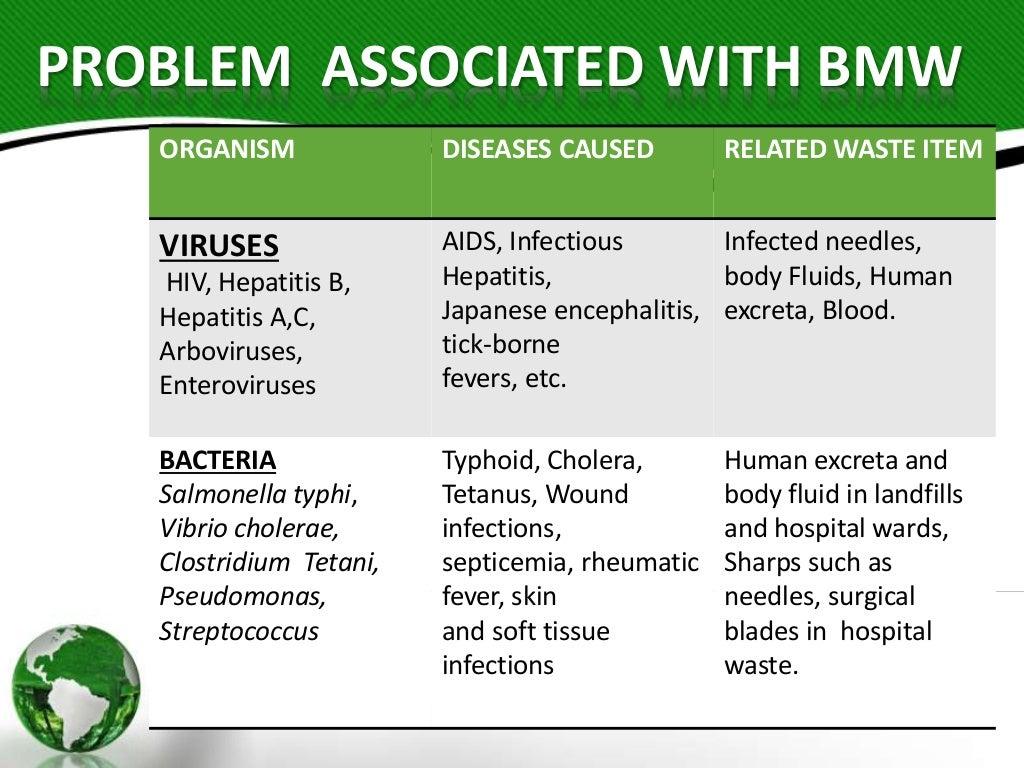 PROBLEM ASSOCIATED WITH BMW
ORGANISM
DISEASES CAUSED
RELATED WASTE ITEM
VIRUSES
HIV, Hepatitis B,
Hepatitis A,C,
Arboviruses,
Enteroviruses
AIDS, Infectious
Hepatitis,
Japanese encephalitis,
tick-borne
fevers, etc.
Infected needles,
body Fluids, Human
excreta, Blood.
BACTERIA
Salmonella typhi,
Vibrio cholerae,
Clostridium Tetani,
Pseudomonas,
Streptococcus
Typhoid, Cholera,
Tetanus, Wound
infections,
septicemia, rheumatic
fever, skin
and soft tissue
infections
Human excreta and
body fluid in landfills
and hospital wards,
Sharps such as
needles, surgical
blades in hospital
waste.